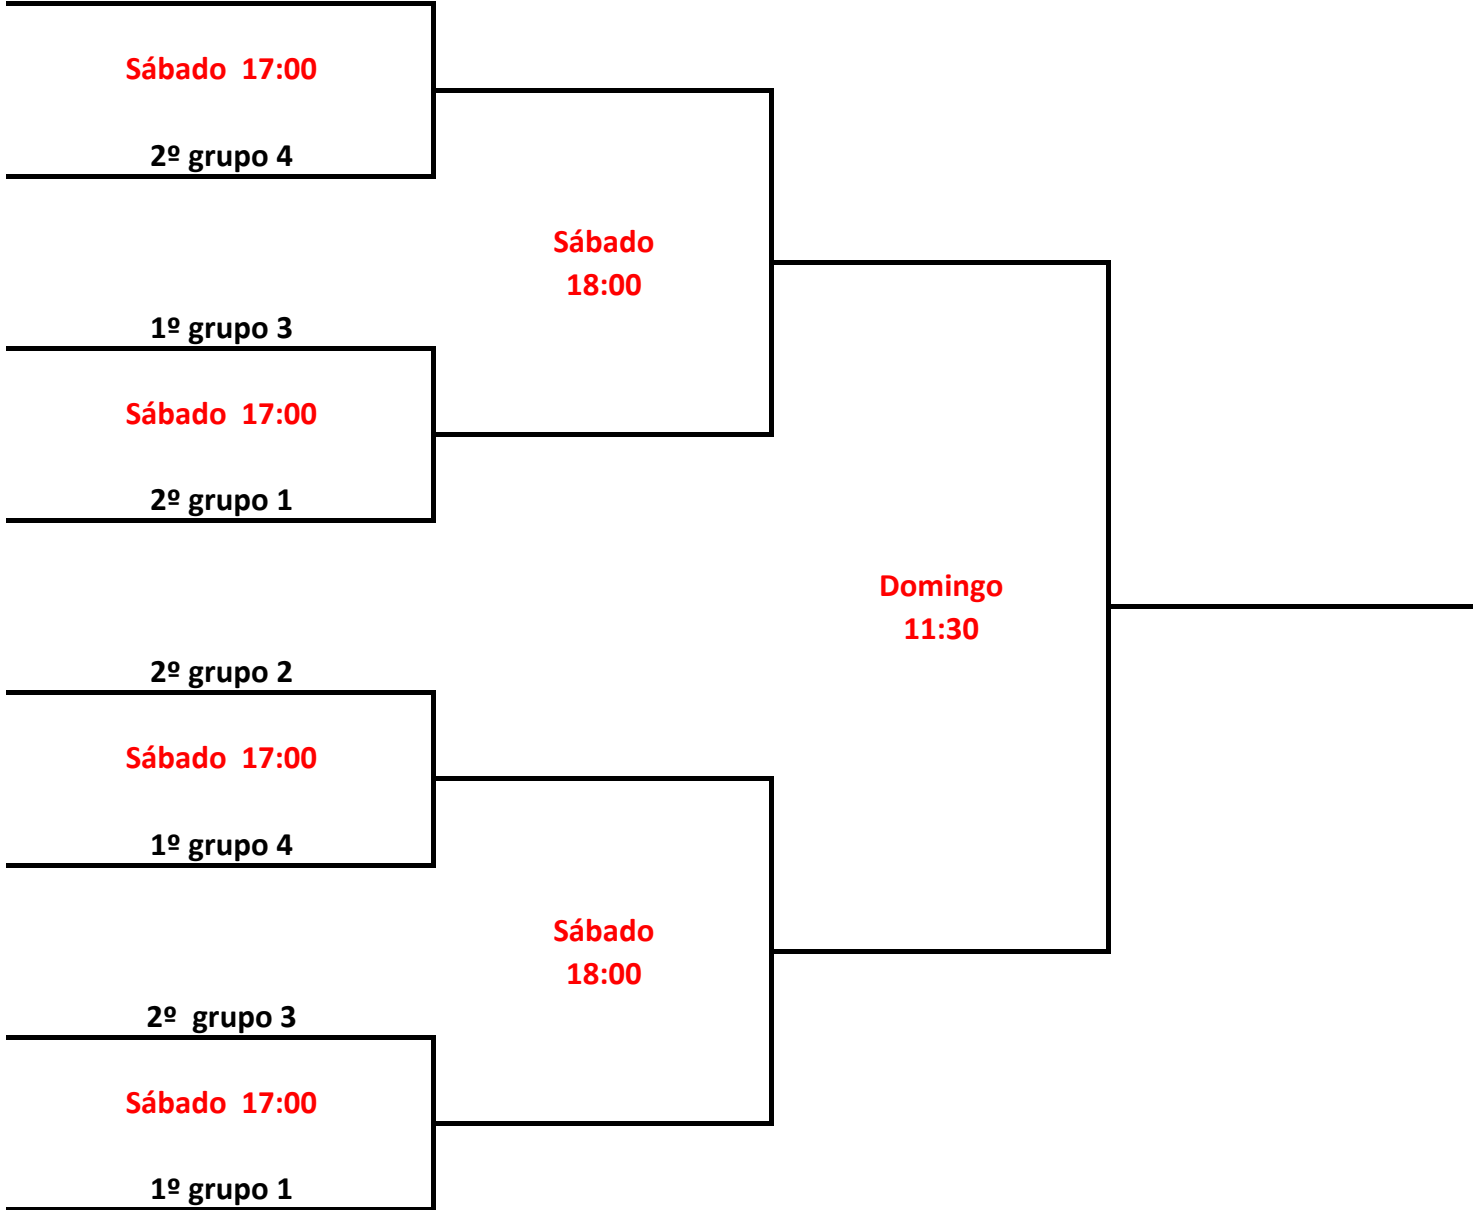 Sábado  17:00
2º grupo 4
Sábado
18:00
1º grupo 3
Sábado  17:00
2º grupo 1
Domingo
11:30
2º grupo 2
Sábado  17:00
1º grupo 4
Sábado
18:00
2º  grupo 3
Sábado  17:00
1º grupo 1